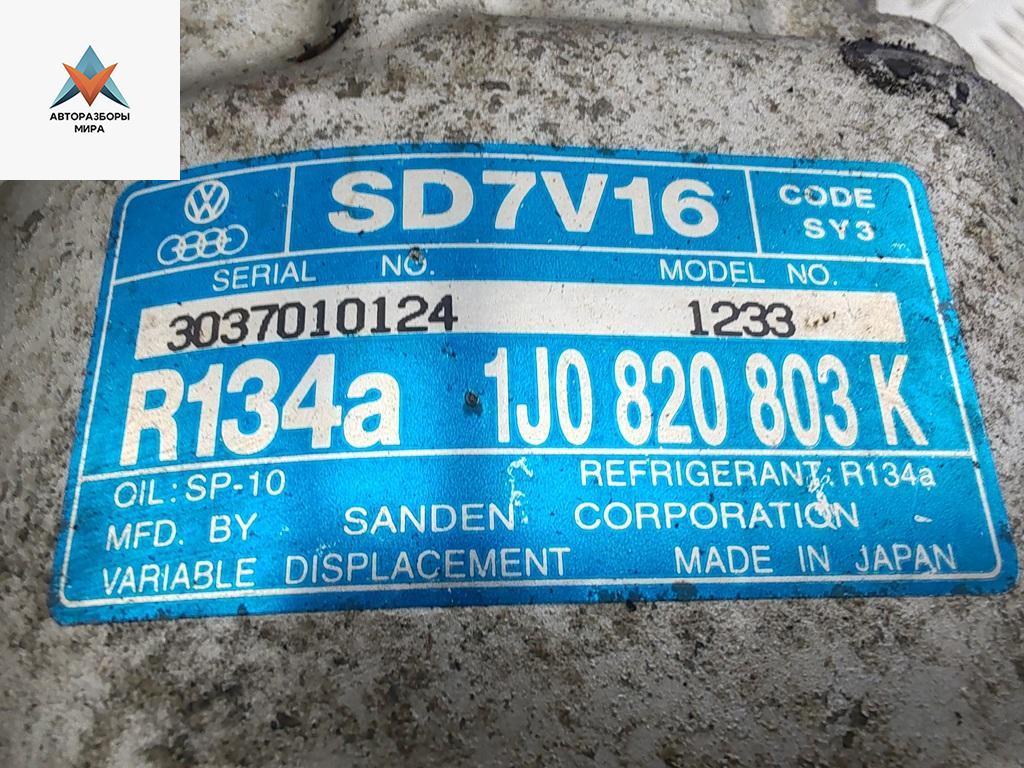 АВТОРАЗБОРЫ
МИРА
SD7V16
CODE
SY3
SERIAL NO. MODEL NO.
3037010124 1233
R134a 1J0 820 803 K
OIL: SP-10 REFRIGERANT: R134a
MFD. BY SANDEN CORPORATION
VARIABLE DISPLACEMENT MADE IN JAPAN